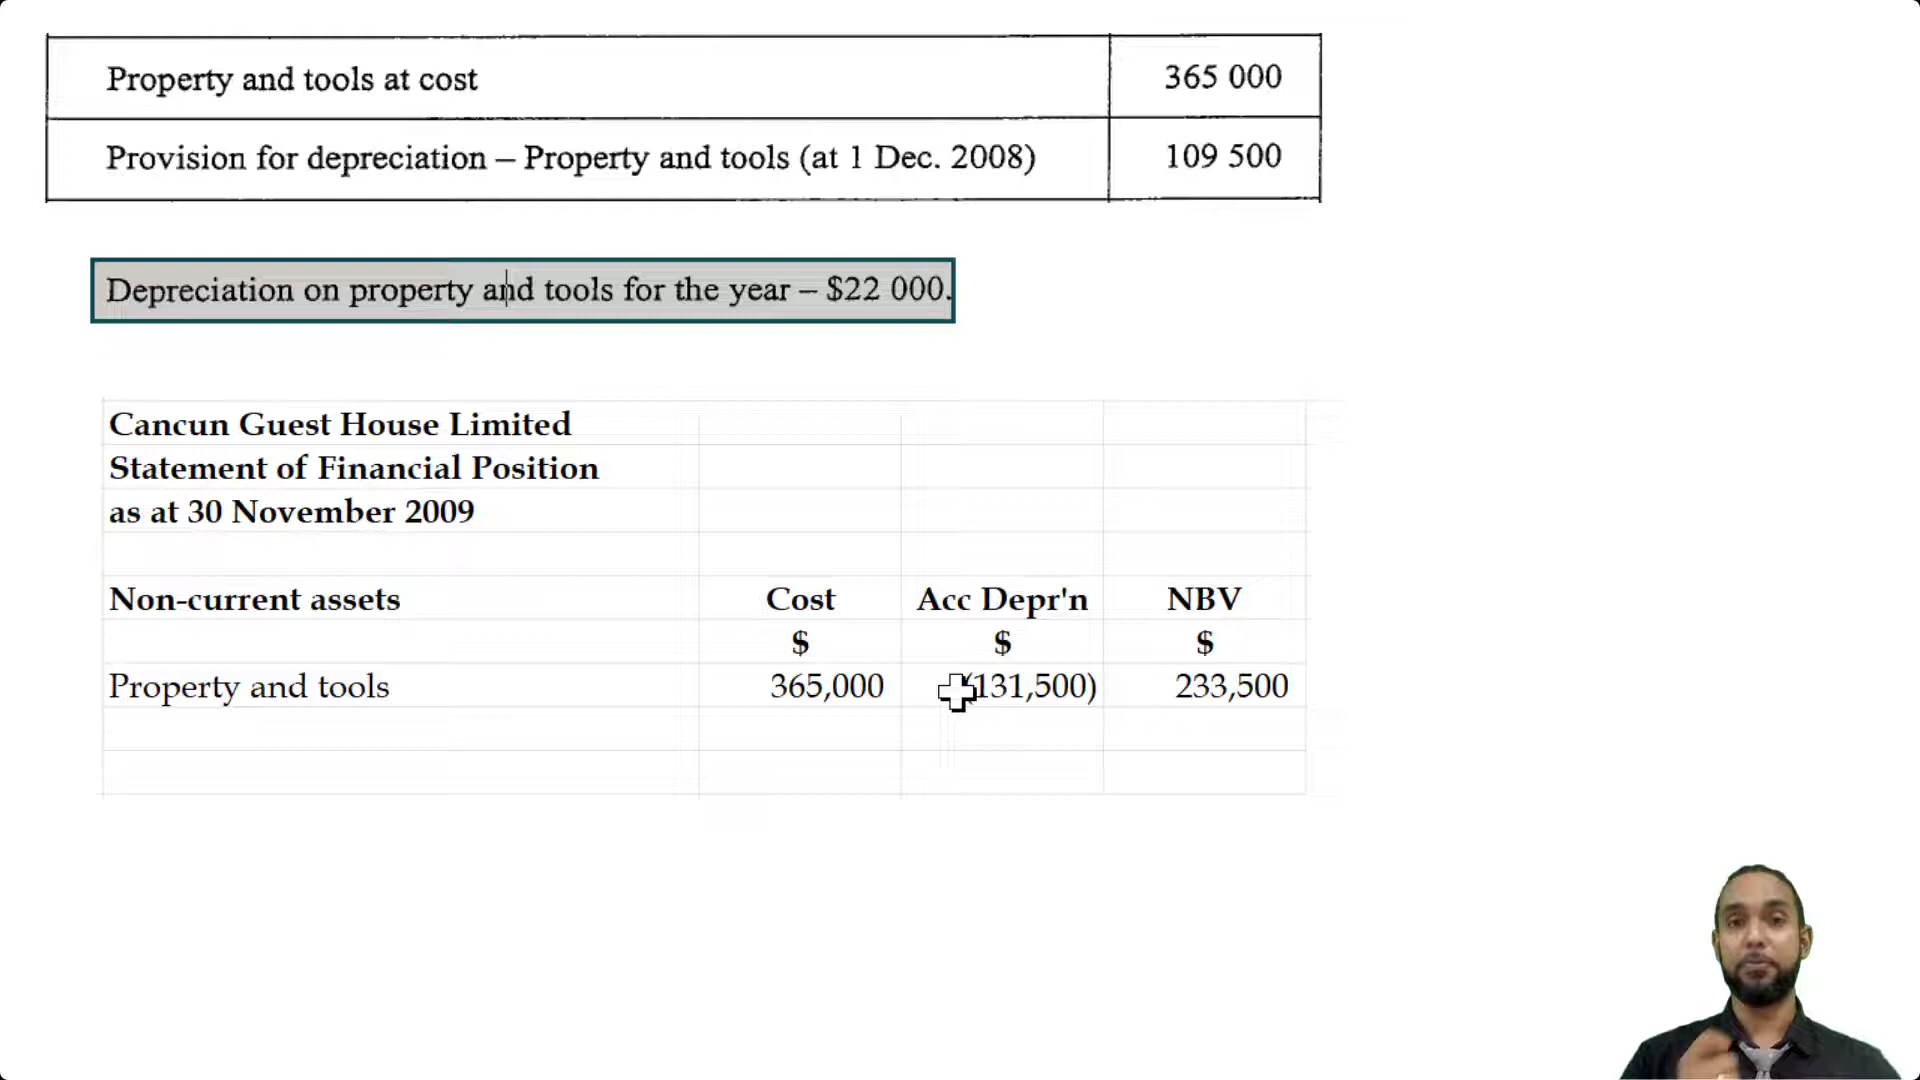 Property and tools at cost 365 000
Provision for depreciation – Property and tools (at 1 Dec. 2008) 109 500
Depreciation on property and tools for the year – $22 000.
Cancun Guest House Limited
Statement of Financial Position
as at 30 November 2009
Non-current assets Cost Acc Depr'n NBV
$ $ $
Property and tools 365,000 (131,500) 233,500